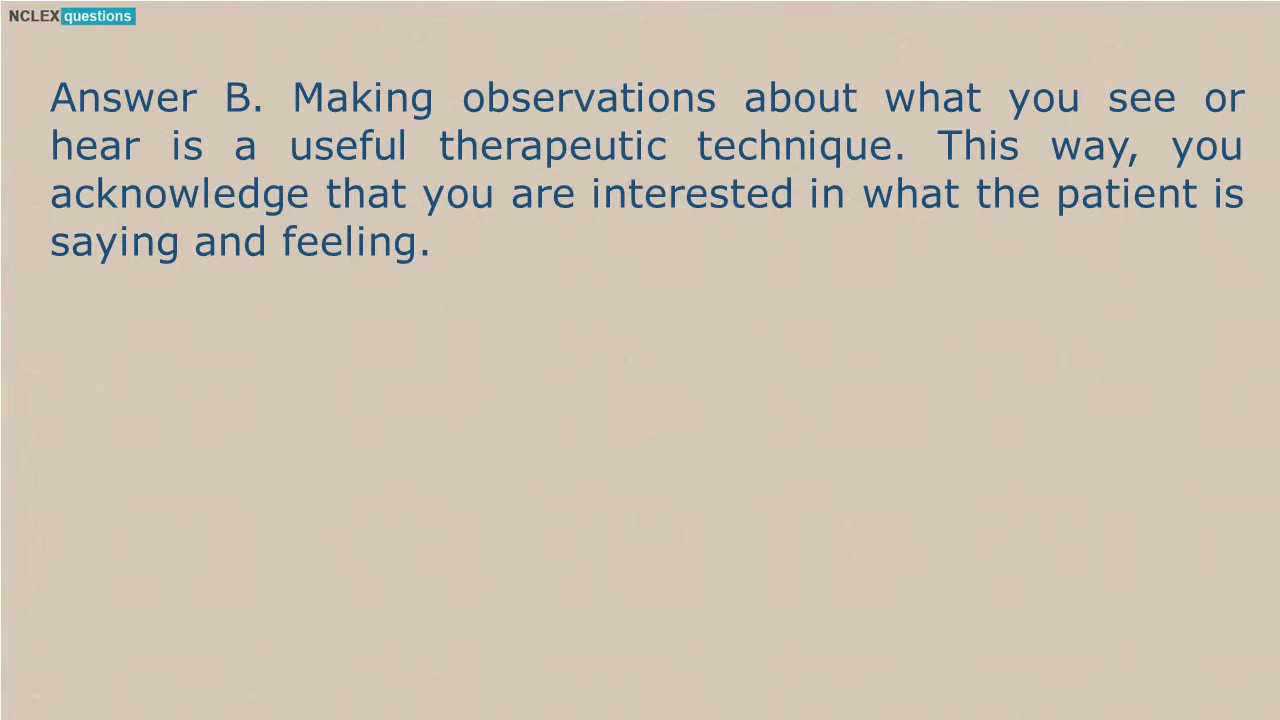 NCLEX questions
Answer B. Making observations about what you see or
hear is a useful therapeutic technique. This way, you
acknowledge that you are interested in what the patient is
saying and feeling.